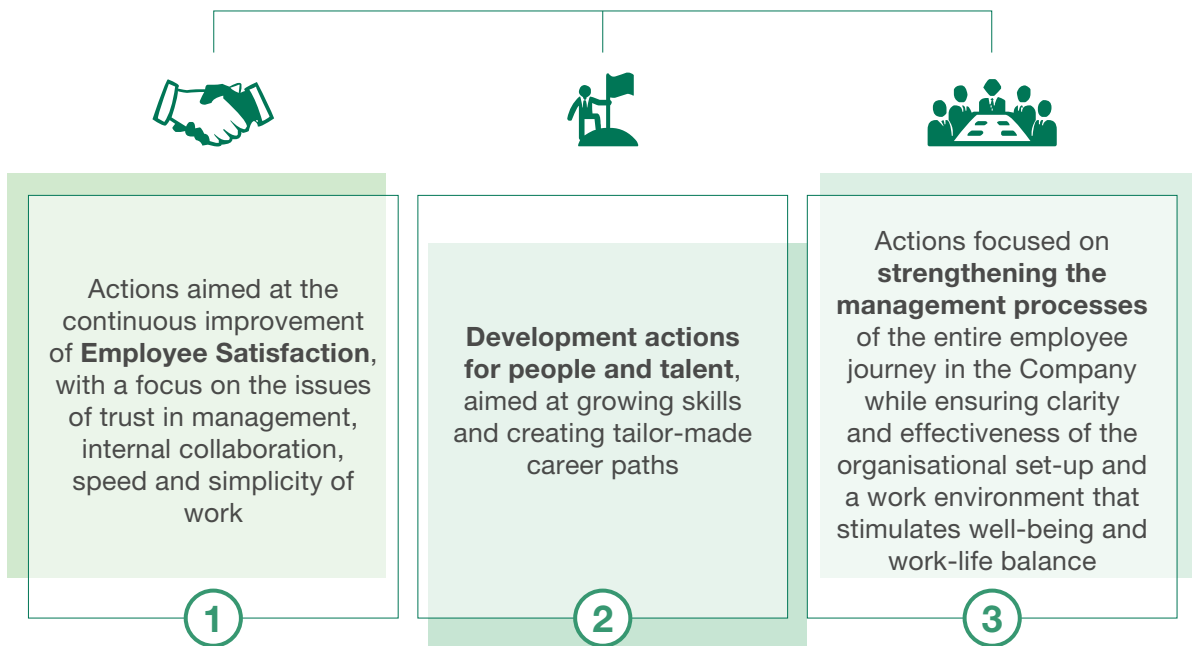 Actions aimed at the
continuous improvement
of Employee Satisfaction,
with a focus on the issues
of trust in management,
internal collaboration,
speed and simplicity of
work
1
Development actions
for people and talent,
aimed at growing skills
and creating tailor-made
career paths
2
Actions focused on
strengthening the
management processes
of the entire employee
journey in the Company
while ensuring clarity
and effectiveness of the
organisational set-up and
a work environment that
stimulates well-being and
work-life balance
3